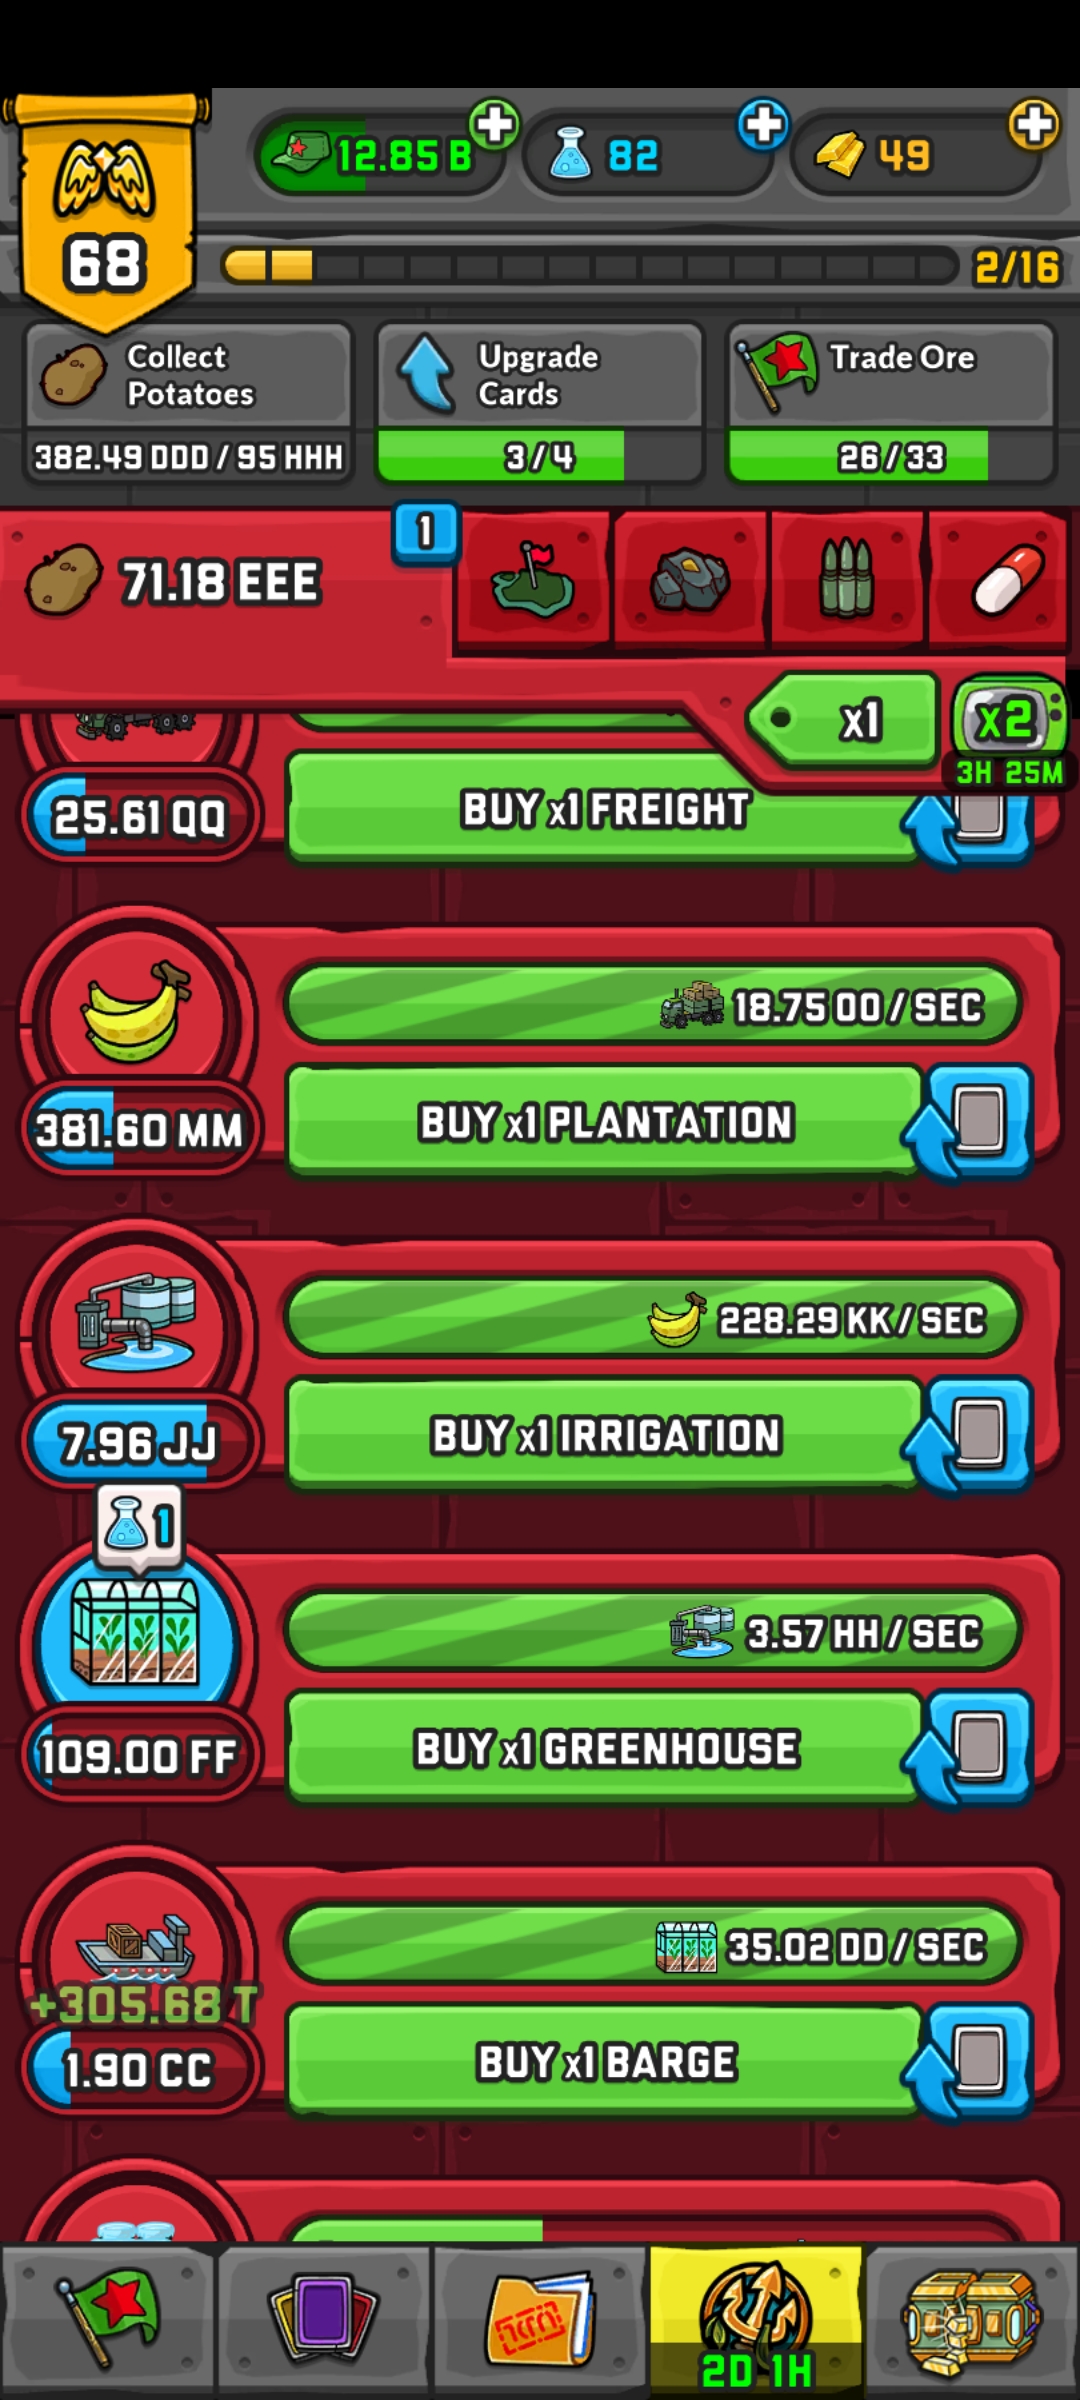 12.85 B
82
49
68
2/16
Collect
Potatoes
382.49 DDD / 95 HHH
Upgrade
Cards
3/4
Trade Ore
26/33
71.18 EEE
1
x1
x2
3H 25M
25.61 QQ
BUY x1 FREIGHT
18.75 OO / SEC
381.60 MM
BUY x1 PLANTATION
228.29 KK / SEC
7.96 JJ
BUY x1 IRRIGATION
1
3.57 HH / SEC
109.00 FF
BUY x1 GREENHOUSE
35.02 DD / SEC
+305.68 T
1.90 CC
BUY x1 BARGE
2D 1H